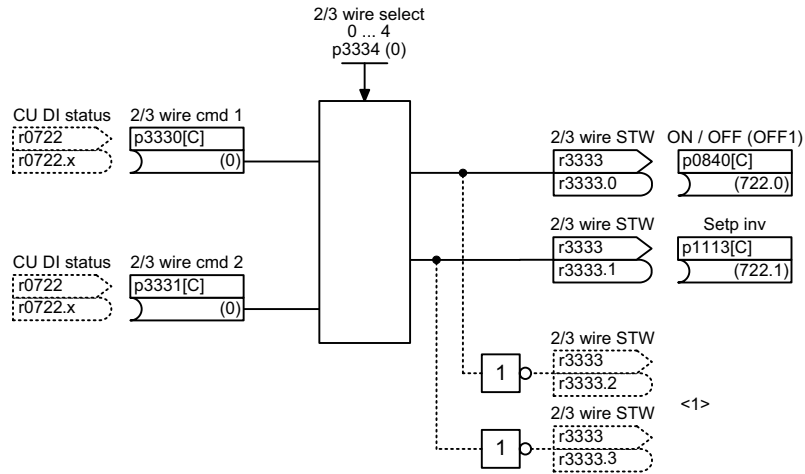 2/3 wire select
0 ... 4
p3334 (0)
CU DI status
r0722
r0722.x
2/3 wire cmd 1
p3330[C]
(0)
2/3 wire STW
r3333
r3333.0
ON / OFF (OFF1)
p0840[C]
(722.0)
2/3 wire STW
r3333
r3333.1
Setp inv
p1113[C]
(722.1)
CU DI status
r0722
r0722.x
2/3 wire cmd 2
p3331[C]
(0)
2/3 wire STW
1
r3333
r3333.2
<1>
2/3 wire STW
1
r3333
r3333.3